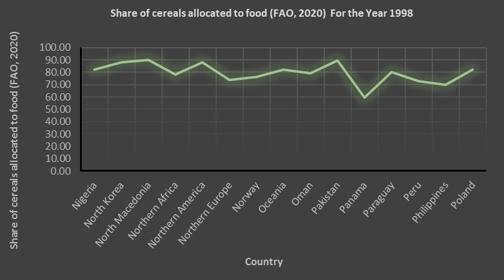 Share of cereals allocated to food (FAO, 2020)  For the Year 1998
Share of cereals allocated to food (FAO, 2020)
100.00
90.00
80.00
70.00
60.00
50.00
40.00
30.00
20.00
10.00
0.00
Nigeria
North Korea
North Macedonia
Northern Africa
Northern America
Northern Europe
Norway
Oceania
Oman
Pakistan
Panama
Paraguay
Peru
Philippines
Poland
Country